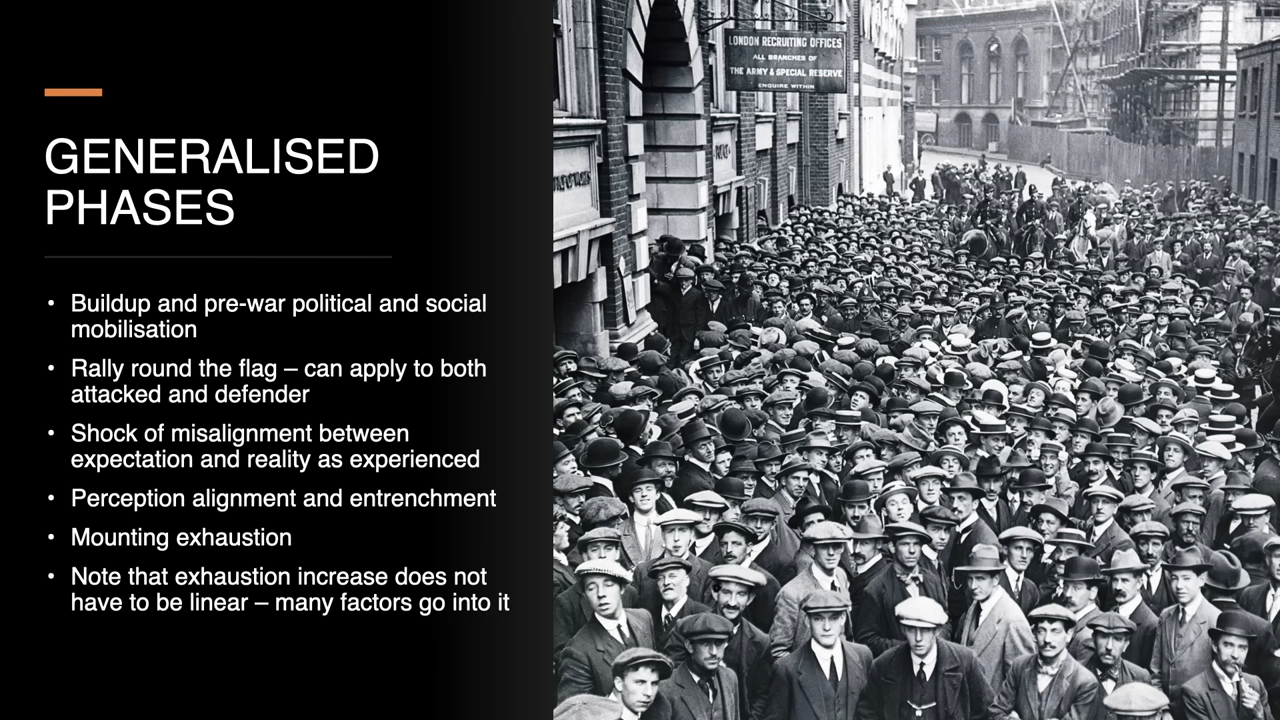 GENERALISED
PHASES
• Buildup and pre-war political and social
mobilisation
• Rally round the flag – can apply to both
attacked and defender
• Shock of misalignment between
expectation and reality as experienced
• Perception alignment and entrenchment
• Mounting exhaustion
• Note that exhaustion increase does not
have to be linear – many factors go into it
LONDON RECRUITING OFFICES
ALL BRANCHES OF
THE ARMY & SPECIAL RESERVE
ENQUIRE WITHIN